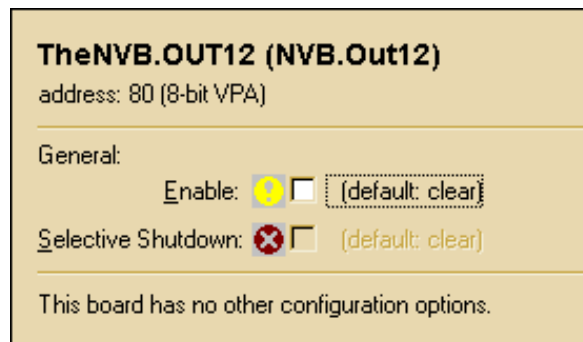 TheNVB.OUT12 (NVB.Out12)
address: 80 (8-bit VPA)
General:
Enable: (default: clear)
Selective Shutdown: (default: clear)
This board has no other configuration options.